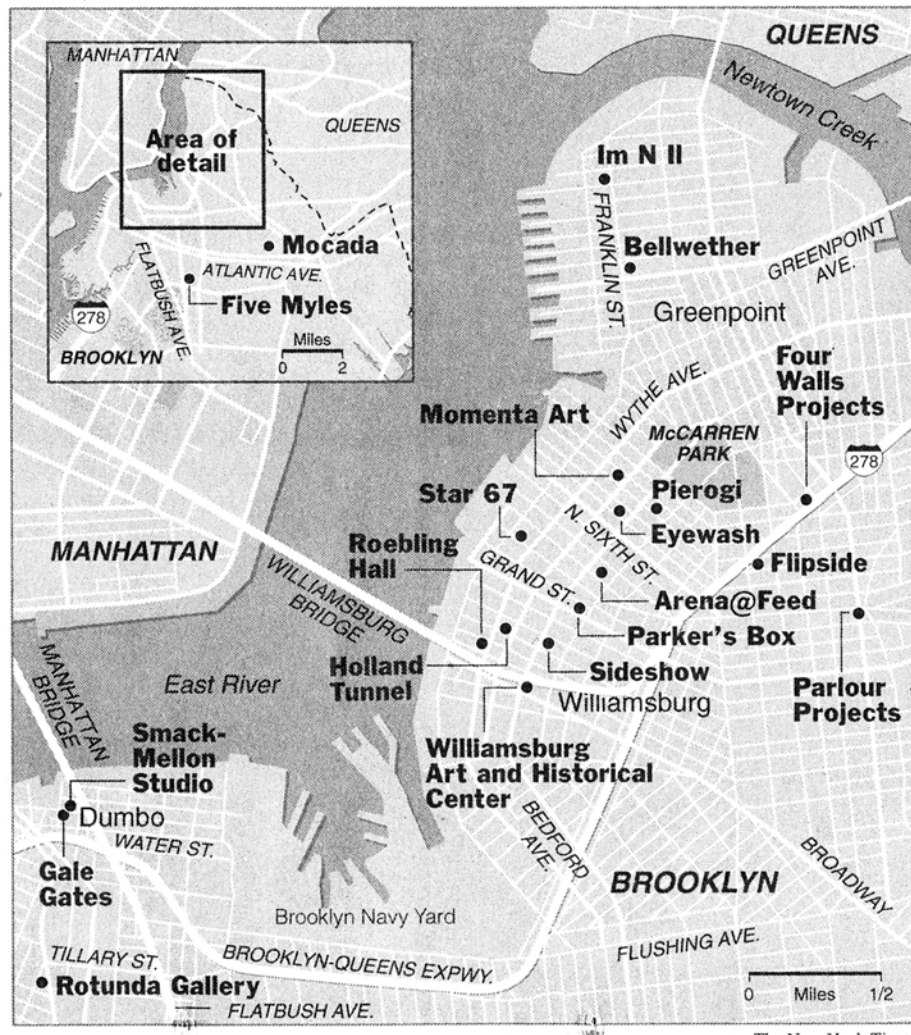 MANHATTAN
QUEENS
Area of
detail
Mocada
ATLANTIC AVE.
Five Myles
FLATBUSH AVE.
278
BROOKLYN
Miles
0 2
QUEENS
Newtown Creek
Im N Il
FRANKLIN ST.
Bellwether
GREENPOINT
AVE.
Greenpoint
Four
Walls
Projects
WYTHE AVE.
Momenta Art
McCARREN
PARK
278
Pierogi
Star 67
Eyewash
N. SIXTH ST.
MANHATTAN
Roebling
Hall
GRAND ST.
Flipside
WILLIAMSBURG
BRIDGE
Arena@Feed
Parker's Box
Holland
Tunnel
Sideshow
Parlour
Projects
East River
Williamsburg
MANHATTAN
BRIDGE
Smack-
Mellon
Studio
Williamsburg
Art and Historical
Center
Dumbo
WATER ST.
BEDFORD
AVE.
BROADWAY
Gale
Gates
BROOKLYN
Brooklyn Navy Yard
TILLARY ST.
BROOKLYN-QUEENS EXPWY.
FLUSHING AVE.
Rotunda Gallery
FLATBUSH AVE.
0 Miles 1/2